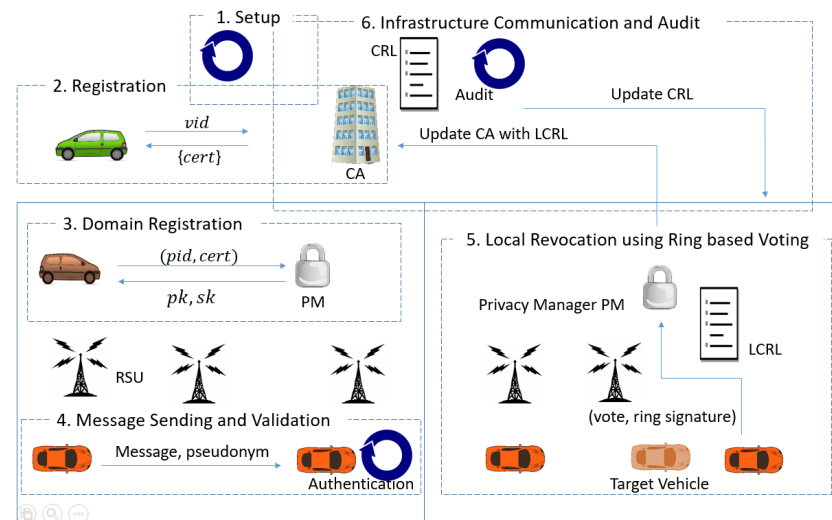 1. Setup
6. Infrastructure Communication and Audit
CRL
2. Registration
Audit
Update CRL
vid
Update CA with LCRL
{cert}
CA
3. Domain Registration
5. Local Revocation using Ring based Voting
(pid, cert)
pk, sk
PM
Privacy Manager PM
LCRL
RSU
4. Message Sending and Validation
(vote, ring signature)
Message, pseudonym
Authentication
Target Vehicle